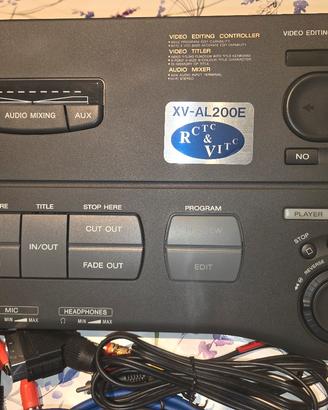 VIDEO EDITING CONTROLLER
VIDEO EDITIN
VIDEO TITLER
AUDIO MIXER
AUDIO MIXING
AUX
XV-AL200E
RCTC
&
VITC
NO
RE
TITLE
STOP HERE
PROGRAM
PLAYER
CUT OUT
IN/OUT
FADE OUT
EDIT
STOP
REVERSE
MIC
HEADPHONES
MIN
MAX
MIN
MAX